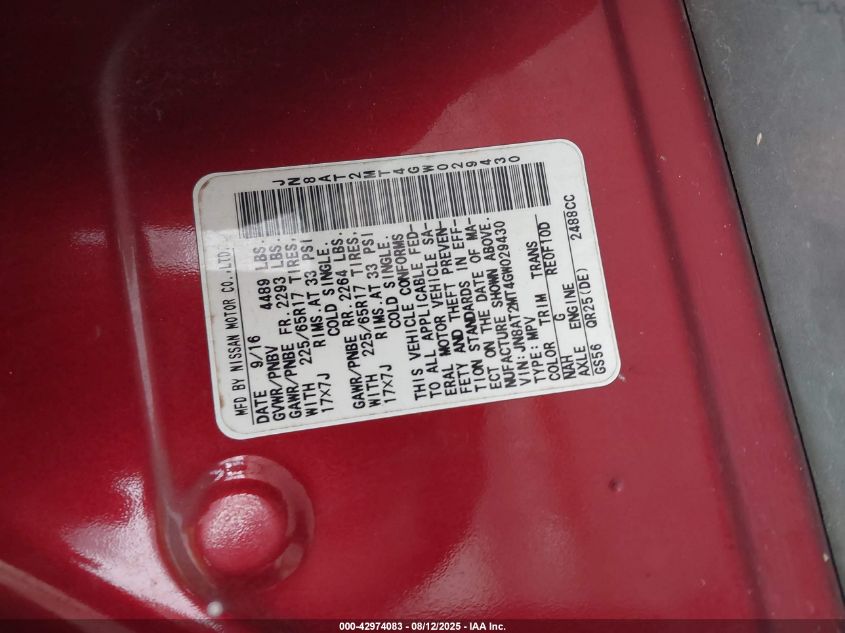 JN8AT2MT4GW029430
MFD BY NISSAN MOTOR CO.,LTD.
DATE 9/16
GVWR/PNBV 4489 LBS.
GAWR/PNBE FR. 2293 LBS.
WITH 225/65R17 TIRES,
17X7J RIMS.AT 33 PSI
COLD SINGLE.
GAWR/PNBE RR. 2264 LBS.
WITH 225/65R17 TIRES,
17X7J RIMS.AT 33 PSI
COLD SINGLE.
THIS VEHICLE CONFORMS
TO ALL APPLICABLE FED-
ERAL MOTOR VEHICLE SA-
FETY AND THEFT PREVEN-
TION STANDARDS IN EFF-
ECT ON THE DATE OF MA-
NUFACTURE SHOWN ABOVE.
VIN:JN8AT2MT4GW029430
TYPE:MPV
COLOR TRIM TRANS
NAH G RE0F10D
AXLE ENGINE
GS56 QR25(DE) 2488CC
000-42974083 - 08/12/2025 - IAA Inc.